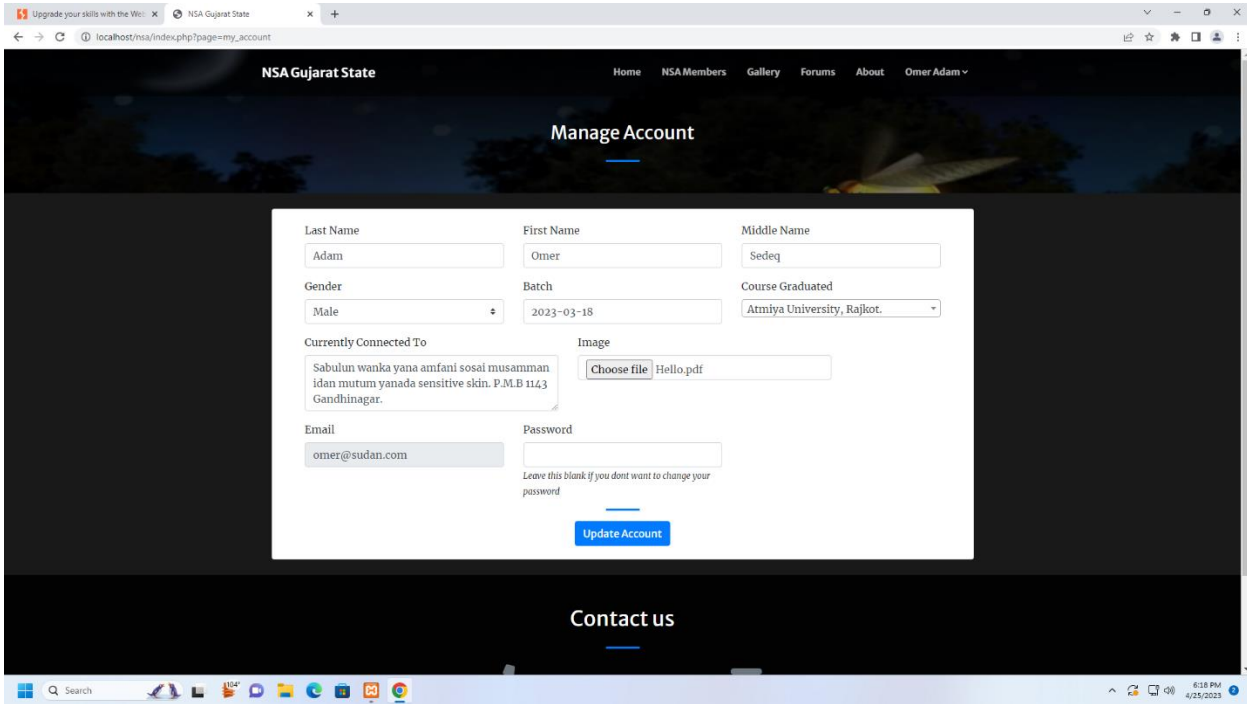 Upgrade your skills with the Web
NSA Gujarat State
localhost/nsa/index.php?page=my_account
NSA Gujarat State
Home NSA Members Gallery Forums About Omer Adam
Manage Account
Last Name First Name Middle Name
Adam Omer Sedeq
Gender Batch Course Graduated
Male 2023-03-18 Atmiya University, Rajkot.
Currently Connected To Image
Sabulun wanka yana amfani sosai musamman
idan mutum yanada sensitive skin. P.M.B 1143
Gandhinagar.
Choose file Hello.pdf
Email Password
omer@sudan.com
Leave this blank if you dont want to change your
password
Update Account
Contact us
Search
104°
6:18 PM
4/25/2023
2